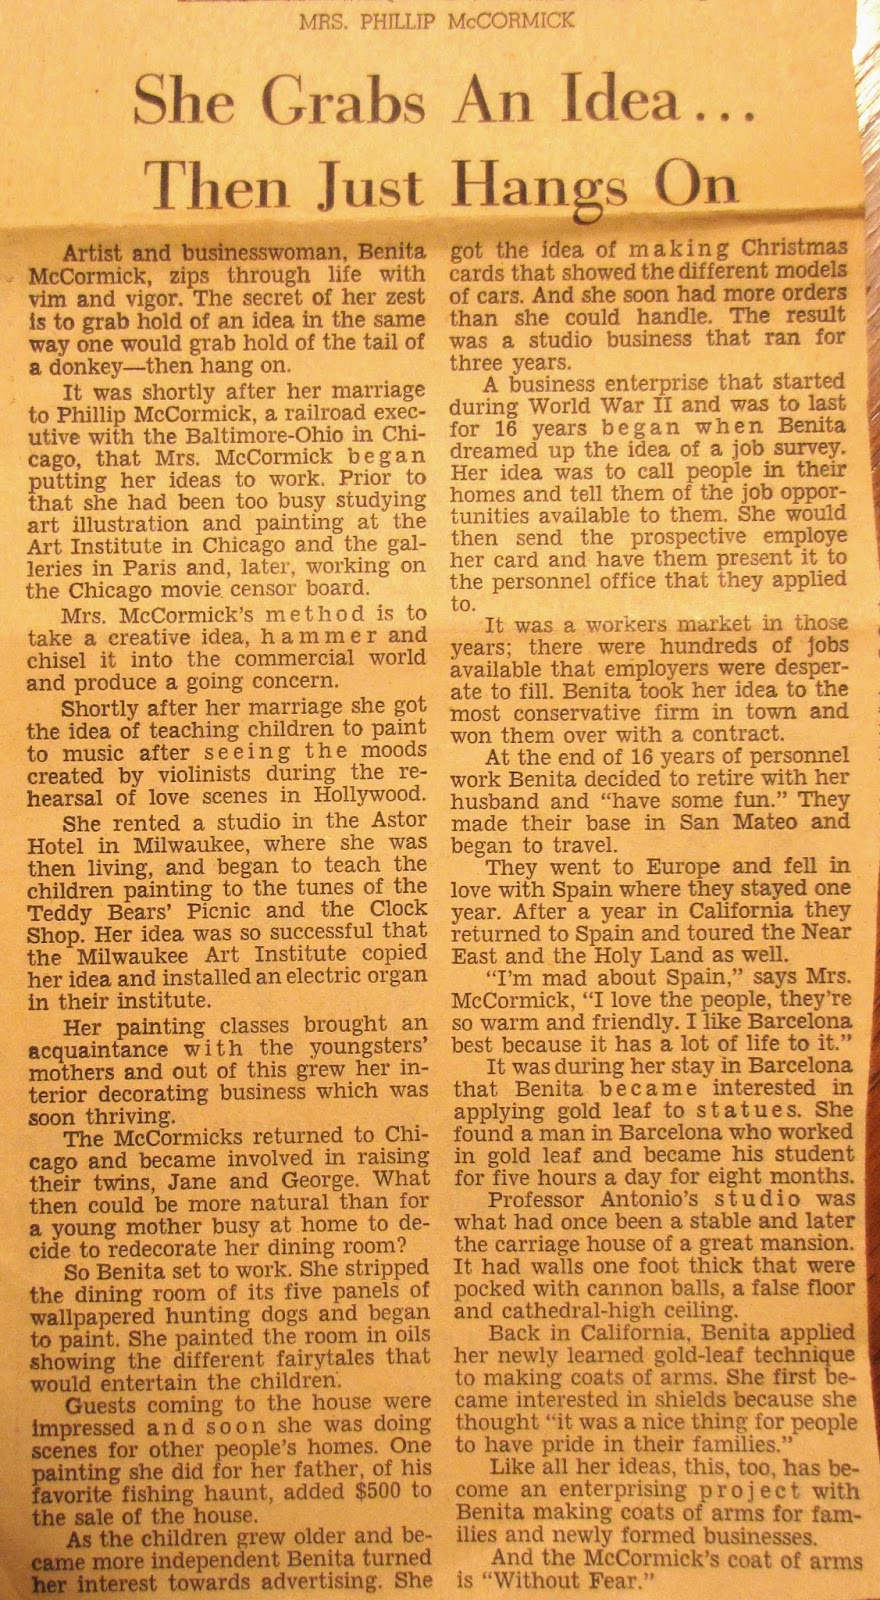 MRS. PHILLIP McCORMICK
She Grabs An Idea...
Then Just Hangs On
Artist and businesswoman, Benita
McCormick, zips through life with
vim and vigor. The secret of her zest
is to grab hold of an idea in the same
way one would grab hold of the tail of
a donkey—then hang on.
It was shortly after her marriage
to Phillip McCormick, a railroad exec-
utive with the Baltimore-Ohio in Chi-
cago, that Mrs. McCormick began
putting her ideas to work. Prior to
that she had been too busy studying
art illustration and painting at the
Art Institute in Chicago and the gal-
leries in Paris and, later, working on
the Chicago movie censor board.
Mrs. McCormick's method is to
take a creative idea, hammer and
chisel it into the commercial world
and produce a going concern.
Shortly after her marriage she got
the idea of teaching children to paint
to music after seeing the moods
created by violinists during the re-
hearsal of love scenes in Hollywood.
She rented a studio in the Astor
Hotel in Milwaukee, where she was
then living, and began to teach the
children painting to the tunes of the
Teddy Bears' Picnic and the Clock
Shop. Her idea was so successful that
the Milwaukee Art Institute copied
her idea and installed an electric organ
in their institute.
Her painting classes brought an
acquaintance with the youngsters'
mothers and out of this grew her in-
terior decorating business which was
soon thriving.
The McCormicks returned to Chi-
cago and became involved in raising
their twins, Jane and George. What
then could be more natural than for
a young mother busy at home to de-
cide to redecorate her dining room?
So Benita set to work. She stripped
the dining room of its five panels of
wallpapered hunting dogs and began
to paint. She painted the room in oils
showing the different fairytales that
would entertain the children.
Guests coming to the house were
impressed and soon she was doing
scenes for other people's homes. One
painting she did for her father, of his
favorite fishing haunt, added $500 to
the sale of the house.
As the children grew older and be-
came more independent Benita turned
her interest towards advertising. She
got the idea of making Christmas
cards that showed the different models
of cars. And she soon had more orders
than she could handle. The result
was a studio business that ran for
three years.
A business enterprise that started
during World War II and was to last
for 16 years began when Benita
dreamed up the idea of a job survey.
Her idea was to call people in their
homes and tell them of the job oppor-
tunities available to them. She would
then send the prospective employe
her card and have them present it to
the personnel office that they applied
to.
It was a workers market in those
years; there were hundreds of jobs
available that employers were desper-
ate to fill. Benita took her idea to the
most conservative firm in town and
won them over with a contract.
At the end of 16 years of personnel
work Benita decided to retire with her
husband and "have some fun." They
made their base in San Mateo and
began to travel.
They went to Europe and fell in
love with Spain where they stayed one
year. After a year in California they
returned to Spain and toured the Near
East and the Holy Land as well.
"I'm mad about Spain," says Mrs.
McCormick, "I love the people, they're
so warm and friendly. I like Barcelona
best because it has a lot of life to it."
It was during her stay in Barcelona
that Benita became interested in
applying gold leaf to statues. She
found a man in Barcelona who worked
in gold leaf and became his student
for five hours a day for eight months.
Professor Antonio's studio was
what had once been a stable and later
the carriage house of a great mansion.
It had walls one foot thick that were
pocked with cannon balls, a false floor
and cathedral-high ceiling.
Back in California, Benita applied
her newly learned gold-leaf technique
to making coats of arms. She first be-
came interested in shields because she
thought "it was a nice thing for people
to have pride in their families."
Like all her ideas, this, too, has be-
come an enterprising project with
Benita making coats of arms for fam-
ilies and newly formed businesses.
And the McCormick's coat of arms
is "Without Fear."